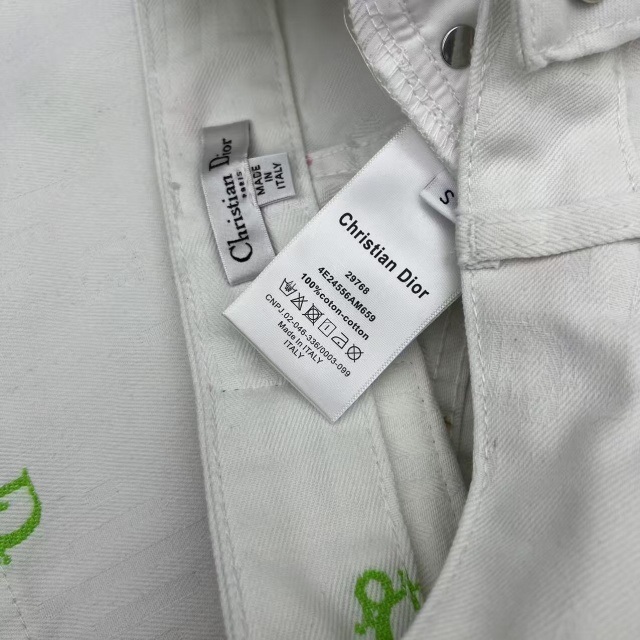 Christian Dior
PARIS
MADE
IN
ITALY
S
Christian Dior
29768
4E24556AM659
100%coton-cotton
CNPJ.02-046-336/0003-099
Made In ITALY
ITALY